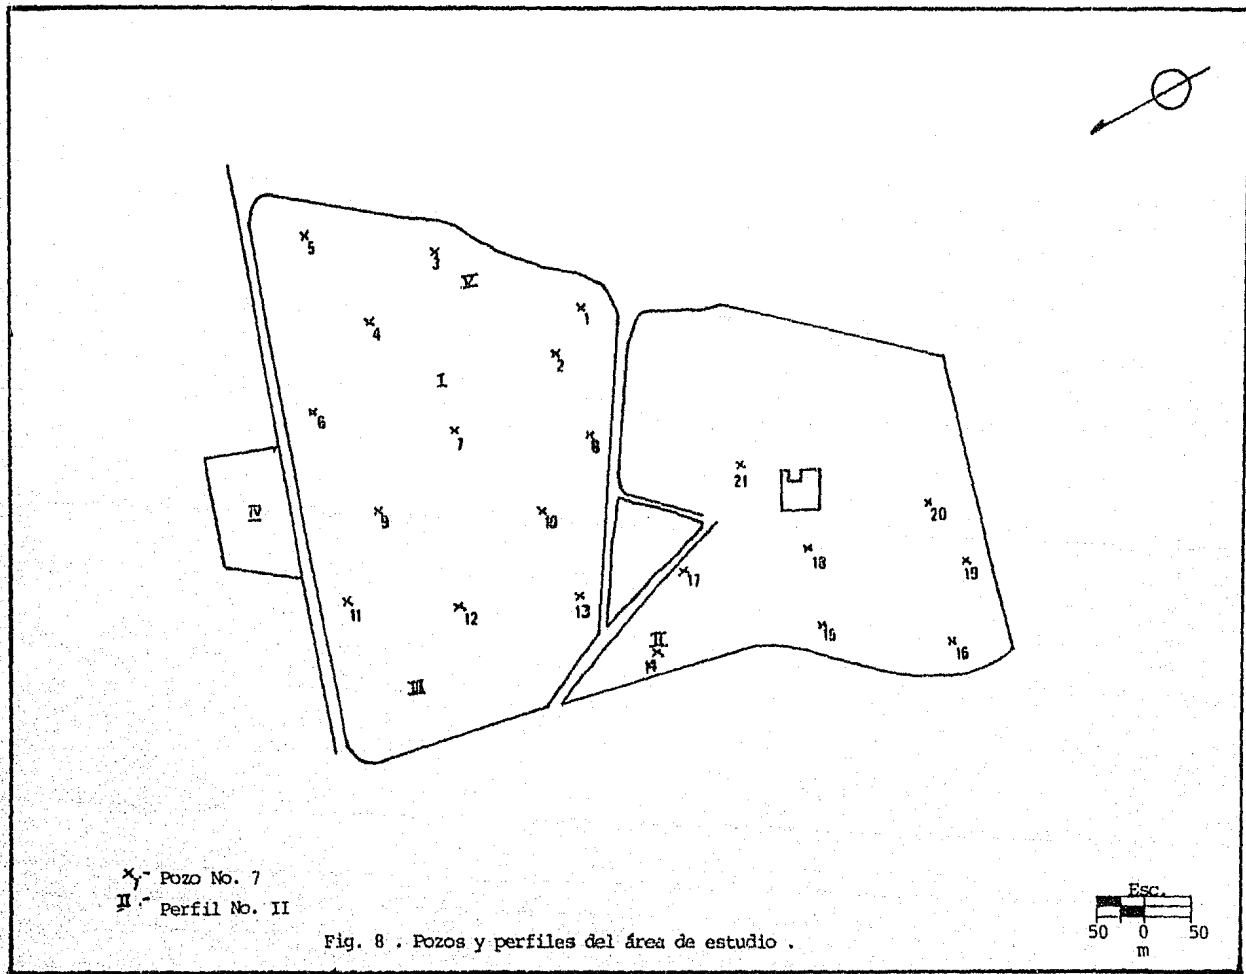 5
3
V
1
4
2
I
6
7
8
21
IV
9
10
20
18
19
17
11
12
13
15
16
II
14
III
x7 - Pozo No. 7
II.- Perfil No. II
Esc.
50 0 50
m
Fig. 8 . Pozos y perfiles del área de estudio .